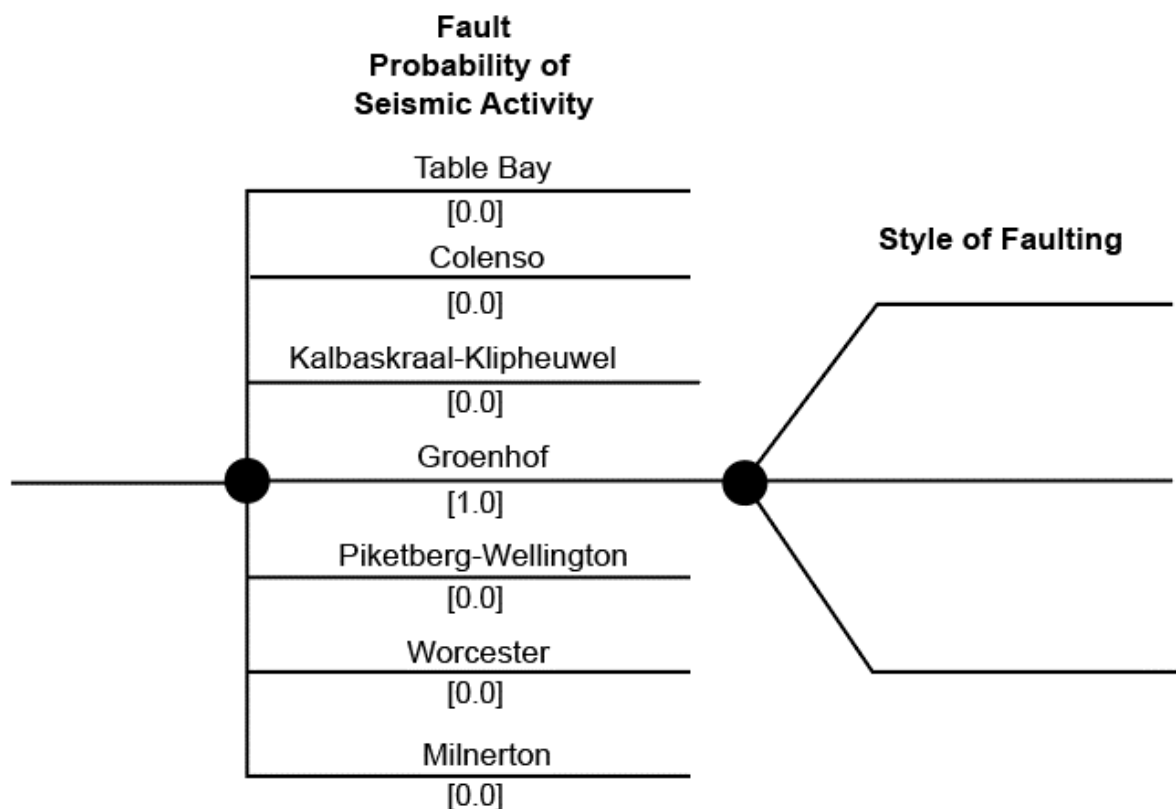 Fault
Probability of
Seismic Activity
Table Bay
[0.0]
Colenso
[0.0]
Kalbaskraal-Klipheuwel
[0.0]
Groenhof
[1.0]
Piketberg-Wellington
[0.0]
Worcester
[0.0]
Milnerton
[0.0]
Style of Faulting